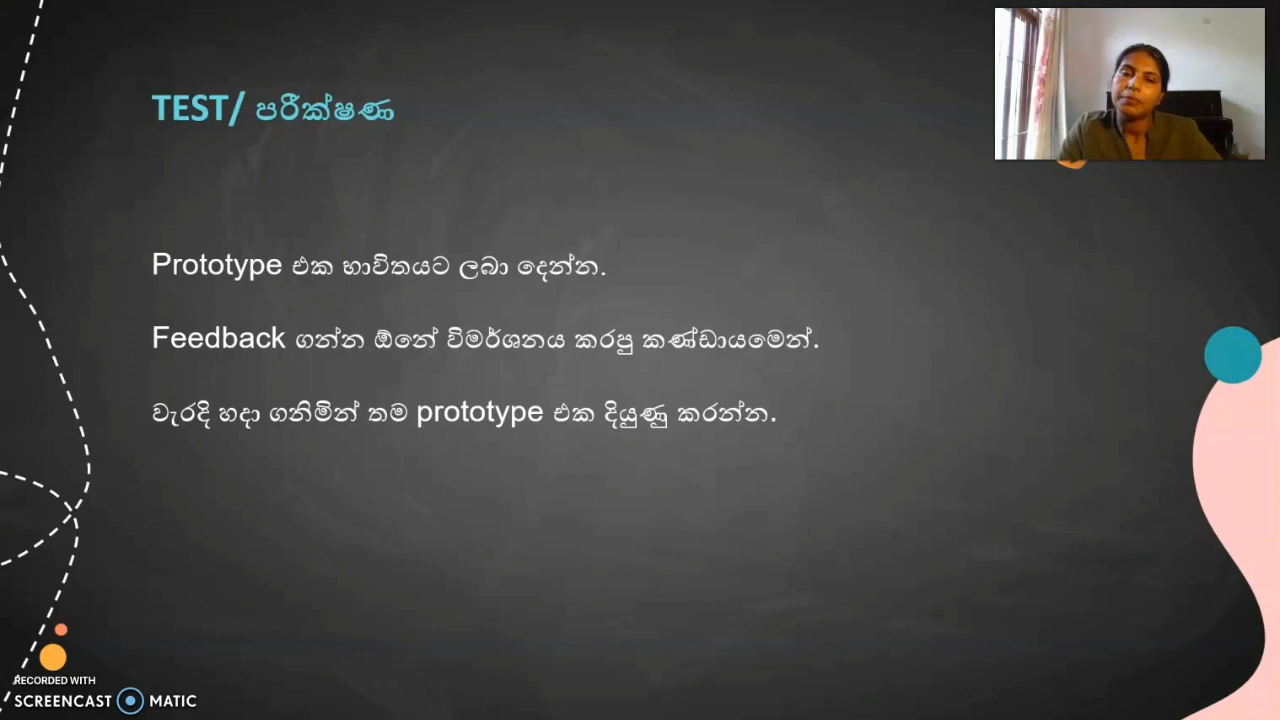 TEST/ පරීක්ෂණ
Prototype එක භාවිතයට ලබා දෙන්න.
Feedback ගන්න ඕනේ විමර්ශනය කරපු කණ්ඩායමෙන්.
වැරදි හදා ගනිමින් තම prototype එක දියුණු කරන්න.
RECORDED WITH
SCREENCAST MATIC